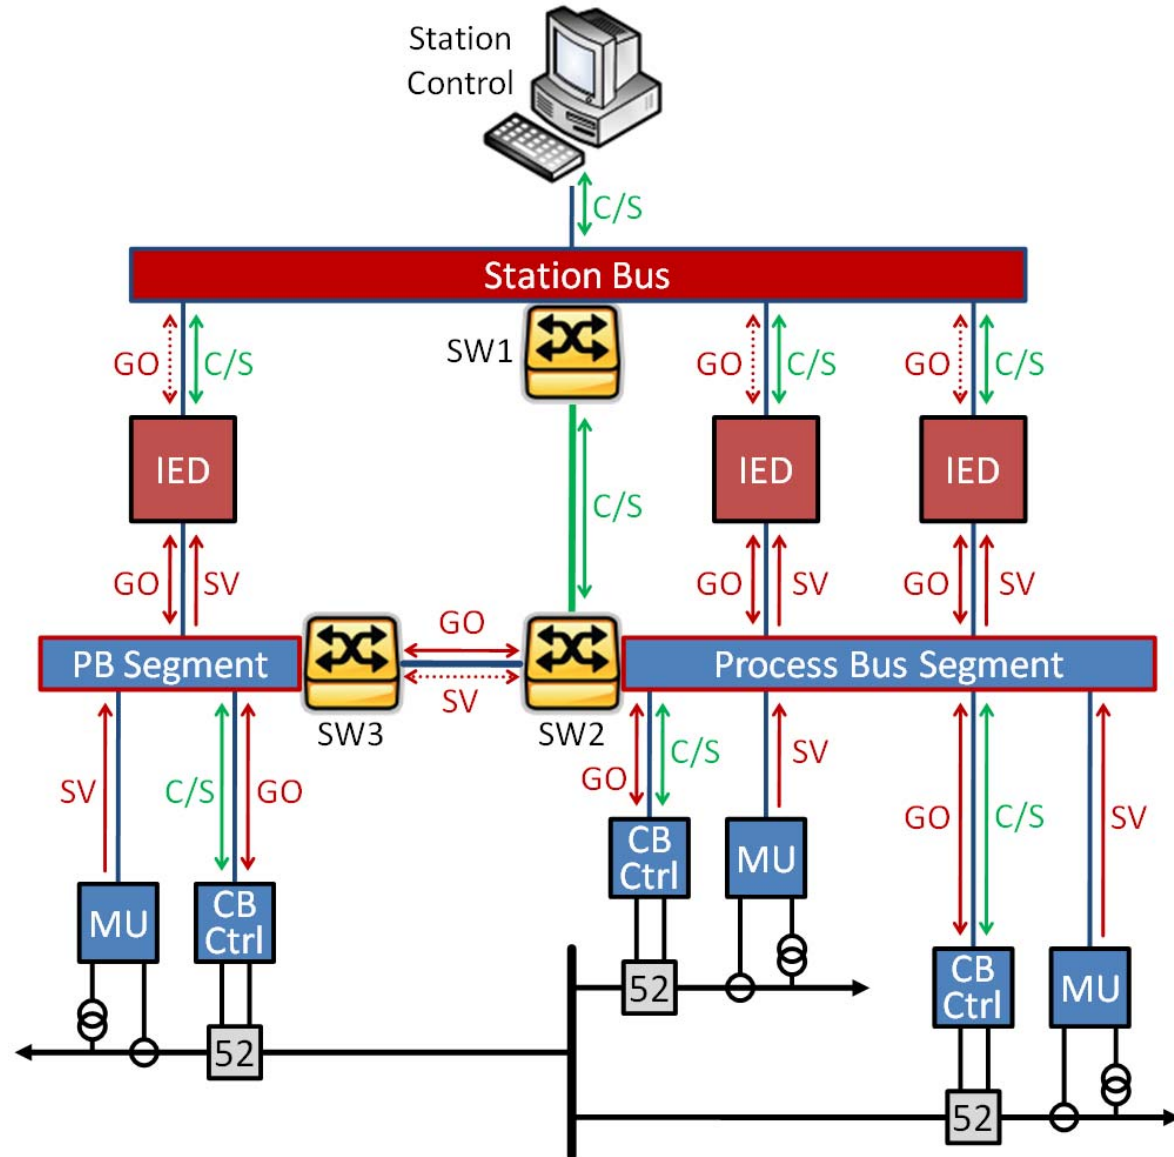 Station
Control
C/S
Station Bus
GO
C/S
SW1
GO
C/S
GO
C/S
IED
C/S
IED
IED
GO
SV
GO
SV
GO
SV
PB Segment
GO
SV
Process Bus Segment
SW3
SW2
SV
C/S
GO
GO
C/S
SV
GO
C/S
SV
CB
Ctrl
MU
MU
CB
Ctrl
CB
Ctrl
MU
52
52
52